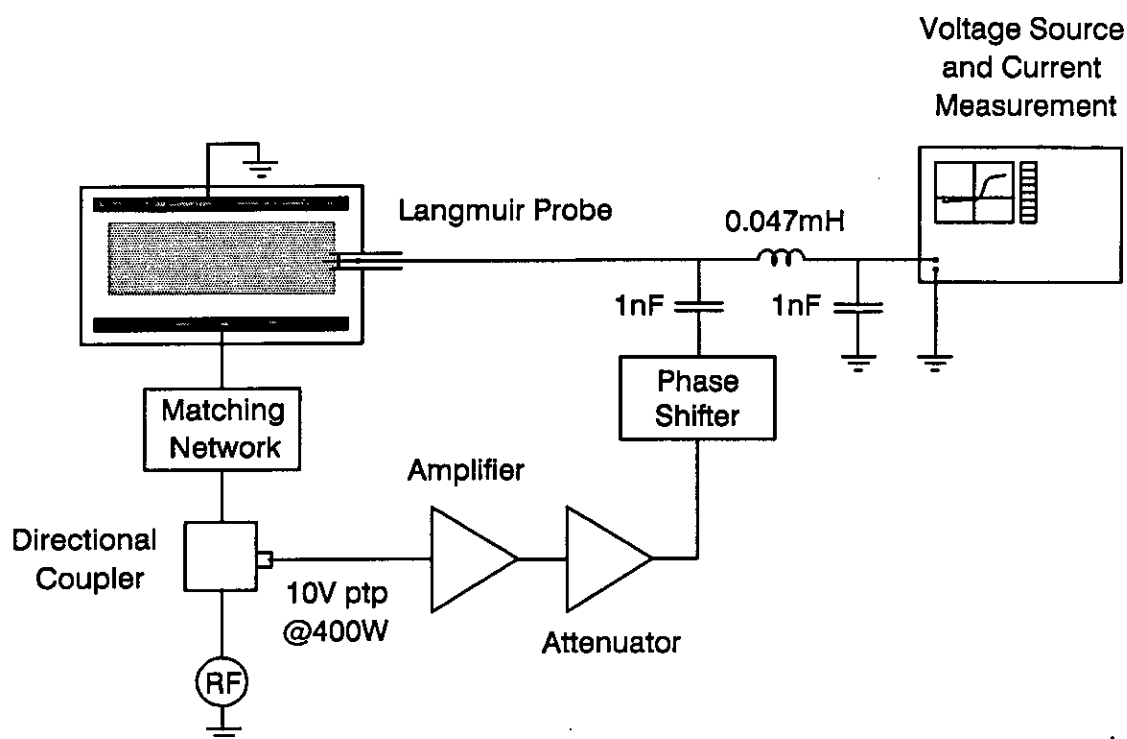 Voltage Source
and Current
Measurement
Langmuir Probe
0.047mH
1nF
1nF
Phase
Shifter
Matching
Network
Amplifier
Directional
Coupler
10V ptp
@400W
Attenuator
RF